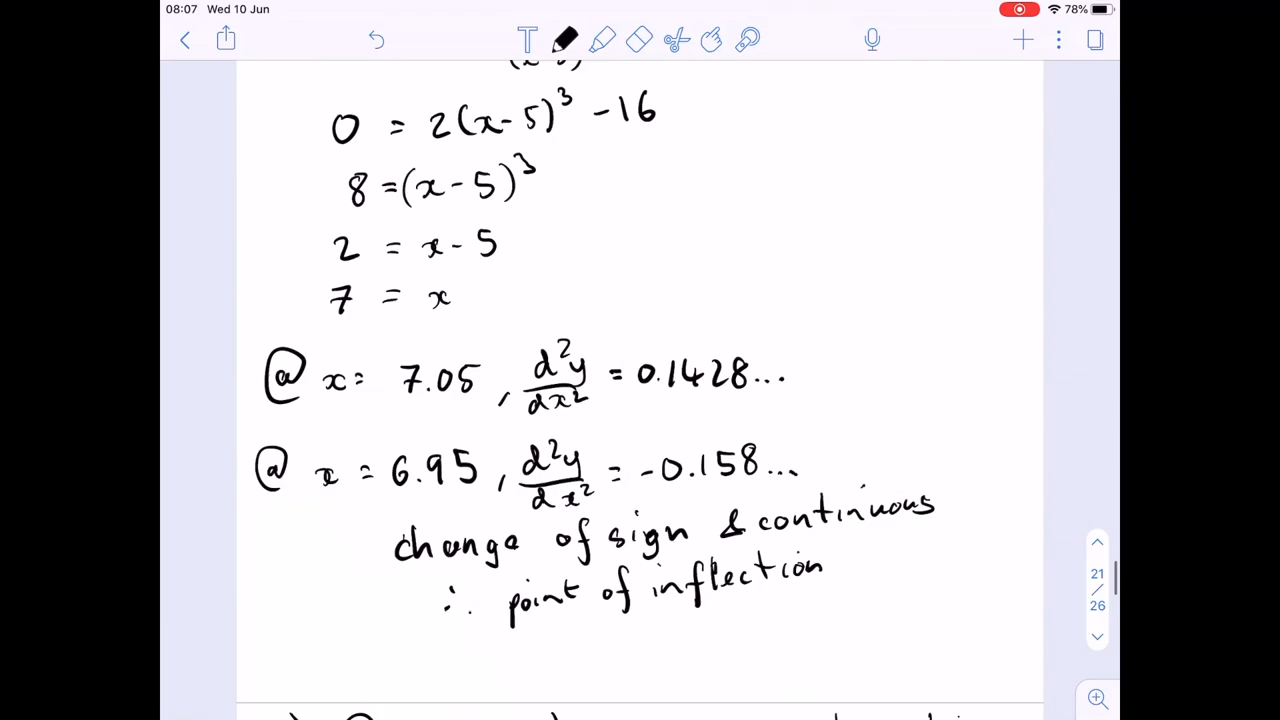 08:07 Wed 10 Jun 78%
0 = 2(x-5)³ -16
8 = (x-5)³
2 = x-5
7 = x
@ x = 7.05, d²y/dx² = 0.1428...
@ x = 6.95, d²y/dx² = -0.158...
change of sign & continuous
∴ point of inflection
21
/
26